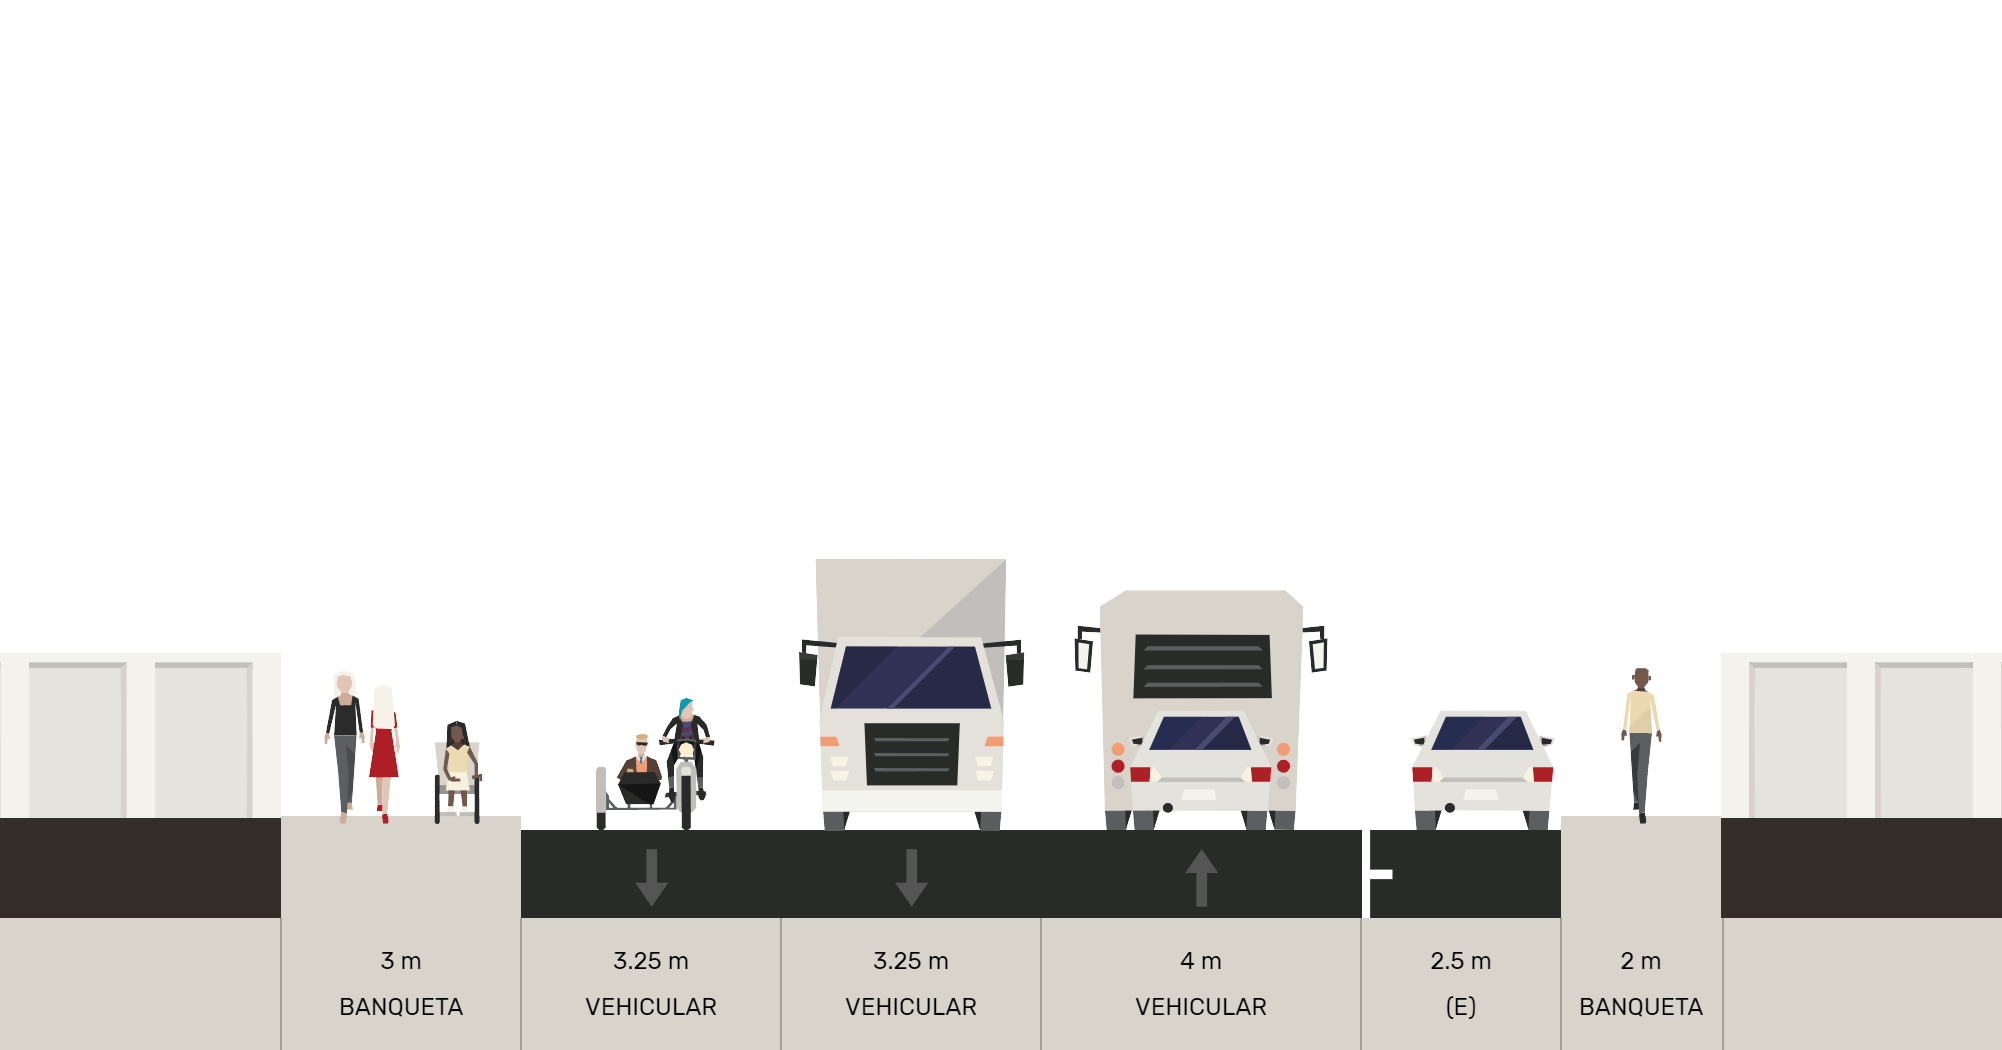 3 m
BANQUETA
3.25 m
VEHICULAR
3.25 m
VEHICULAR
4 m
VEHICULAR
2.5 m
(E)
2 m
BANQUETA